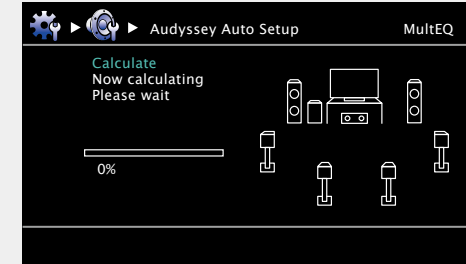 Audyssey Auto Setup
MultEQ
Calculate
Now calculating
Please wait
0%